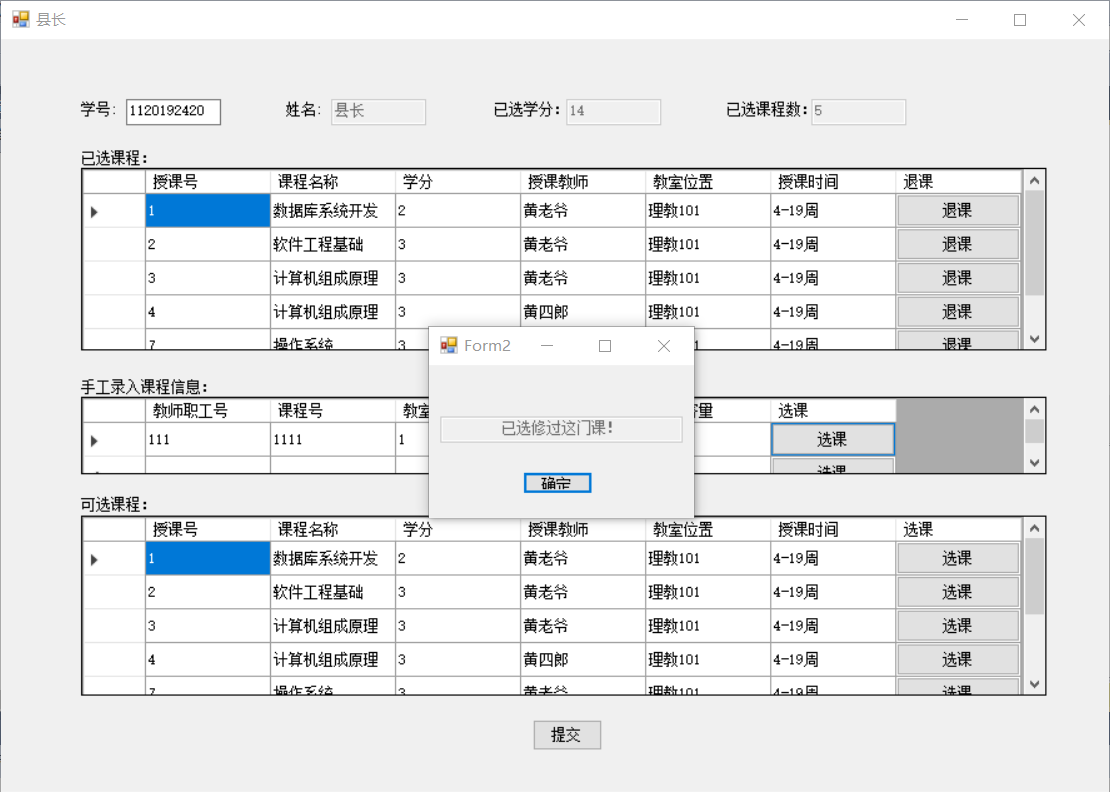 县长
学号: 1120192420 姓名: 县长 已选学分: 14 已选课程数: 5
已选课程:
授课号 课程名称 学分 授课教师 教室位置 授课时间 退课
1 数据库系统开发 2 黄老爷 理教101 4-19周 退课
2 软件工程基础 3 黄老爷 理教101 4-19周 退课
3 计算机组成原理 3 黄老爷 理教101 4-19周 退课
4 计算机组成原理 3 黄四郎 理教101 4-19周 退课
7 操作系统 3 1 4-19周 退课
Form2
手工录入课程信息:
教师职工号 课程号 教室 量 选课
111 1111 1 选课
选课
已选修过这门课!
确定
可选课程:
授课号 课程名称 学分 授课教师 教室位置 授课时间 选课
1 数据库系统开发 2 黄老爷 理教101 4-19周 选课
2 软件工程基础 3 黄老爷 理教101 4-19周 选课
3 计算机组成原理 3 黄老爷 理教101 4-19周 选课
4 计算机组成原理 3 黄四郎 理教101 4-19周 选课
7 操作系统 3 黄老爷 理教101 4-19周 选课
提交